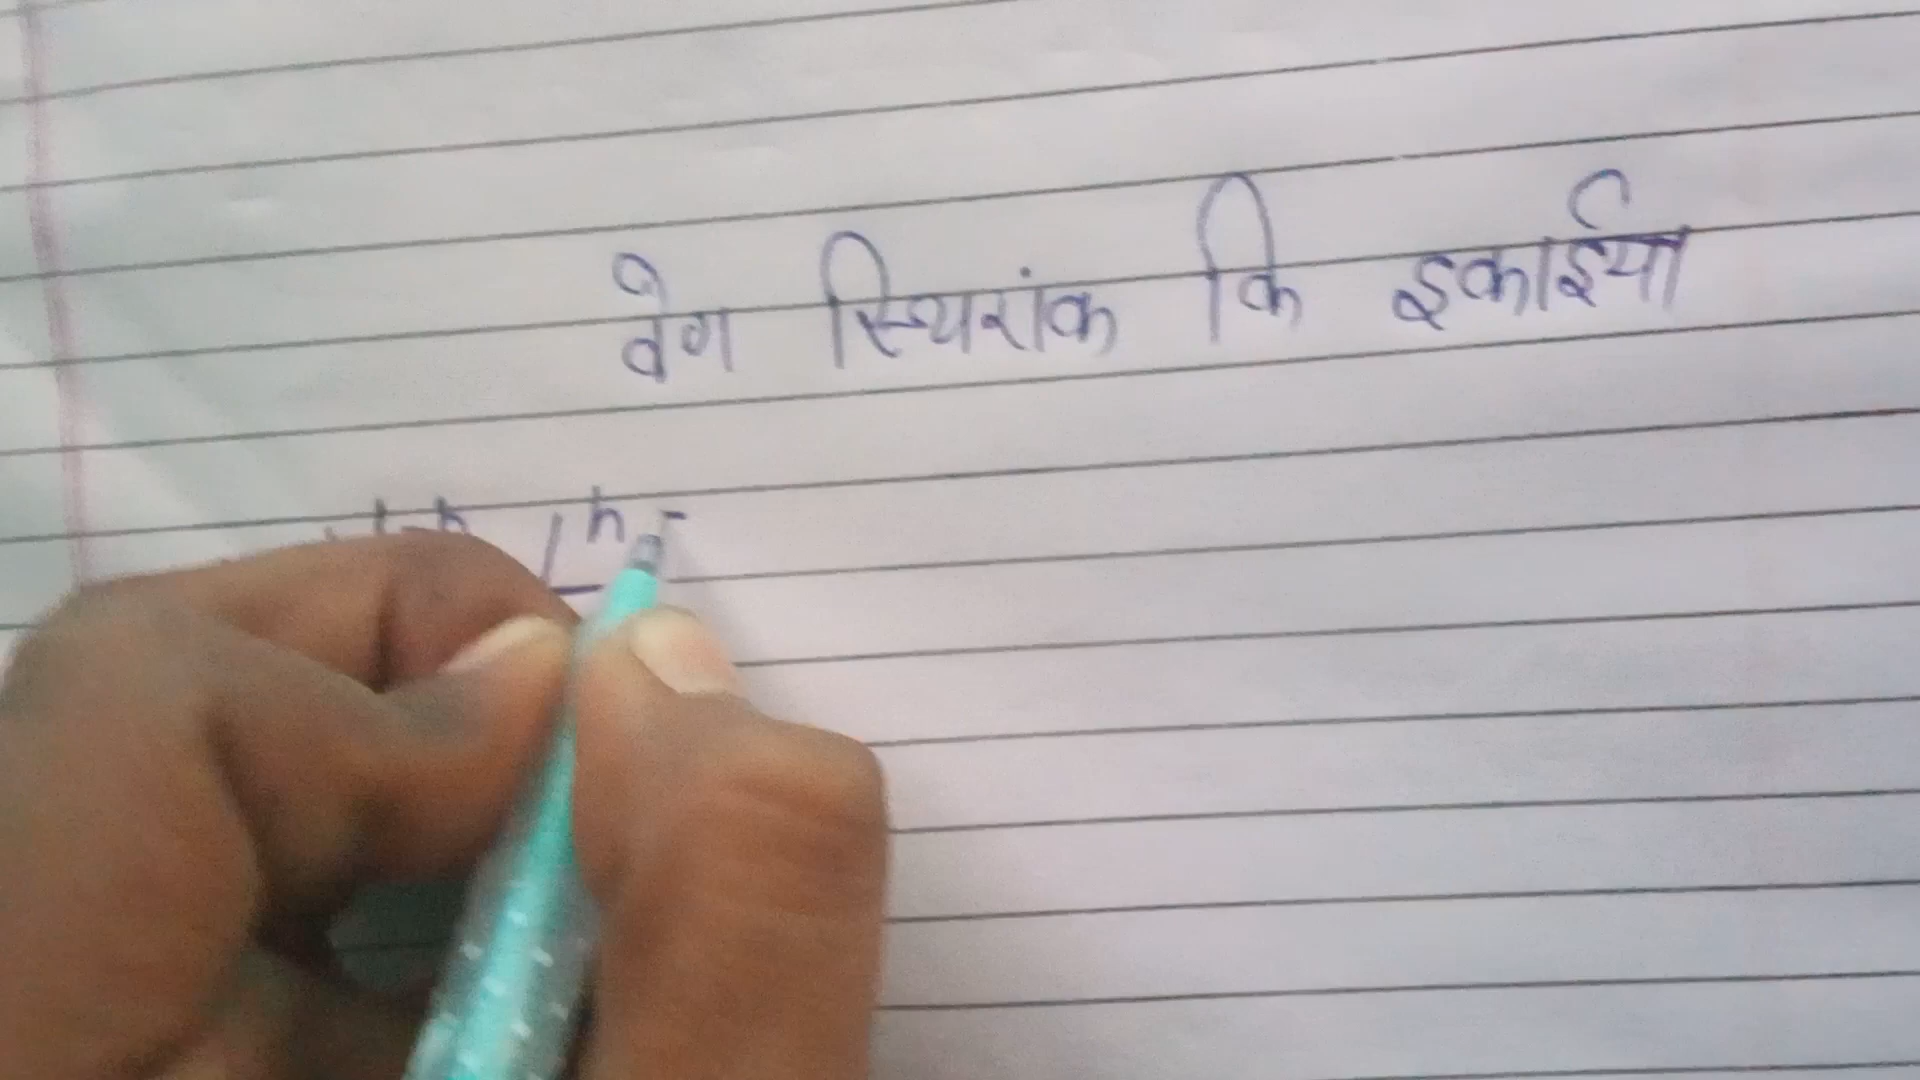 वेग स्थिरांक कि इकाईया
L n-